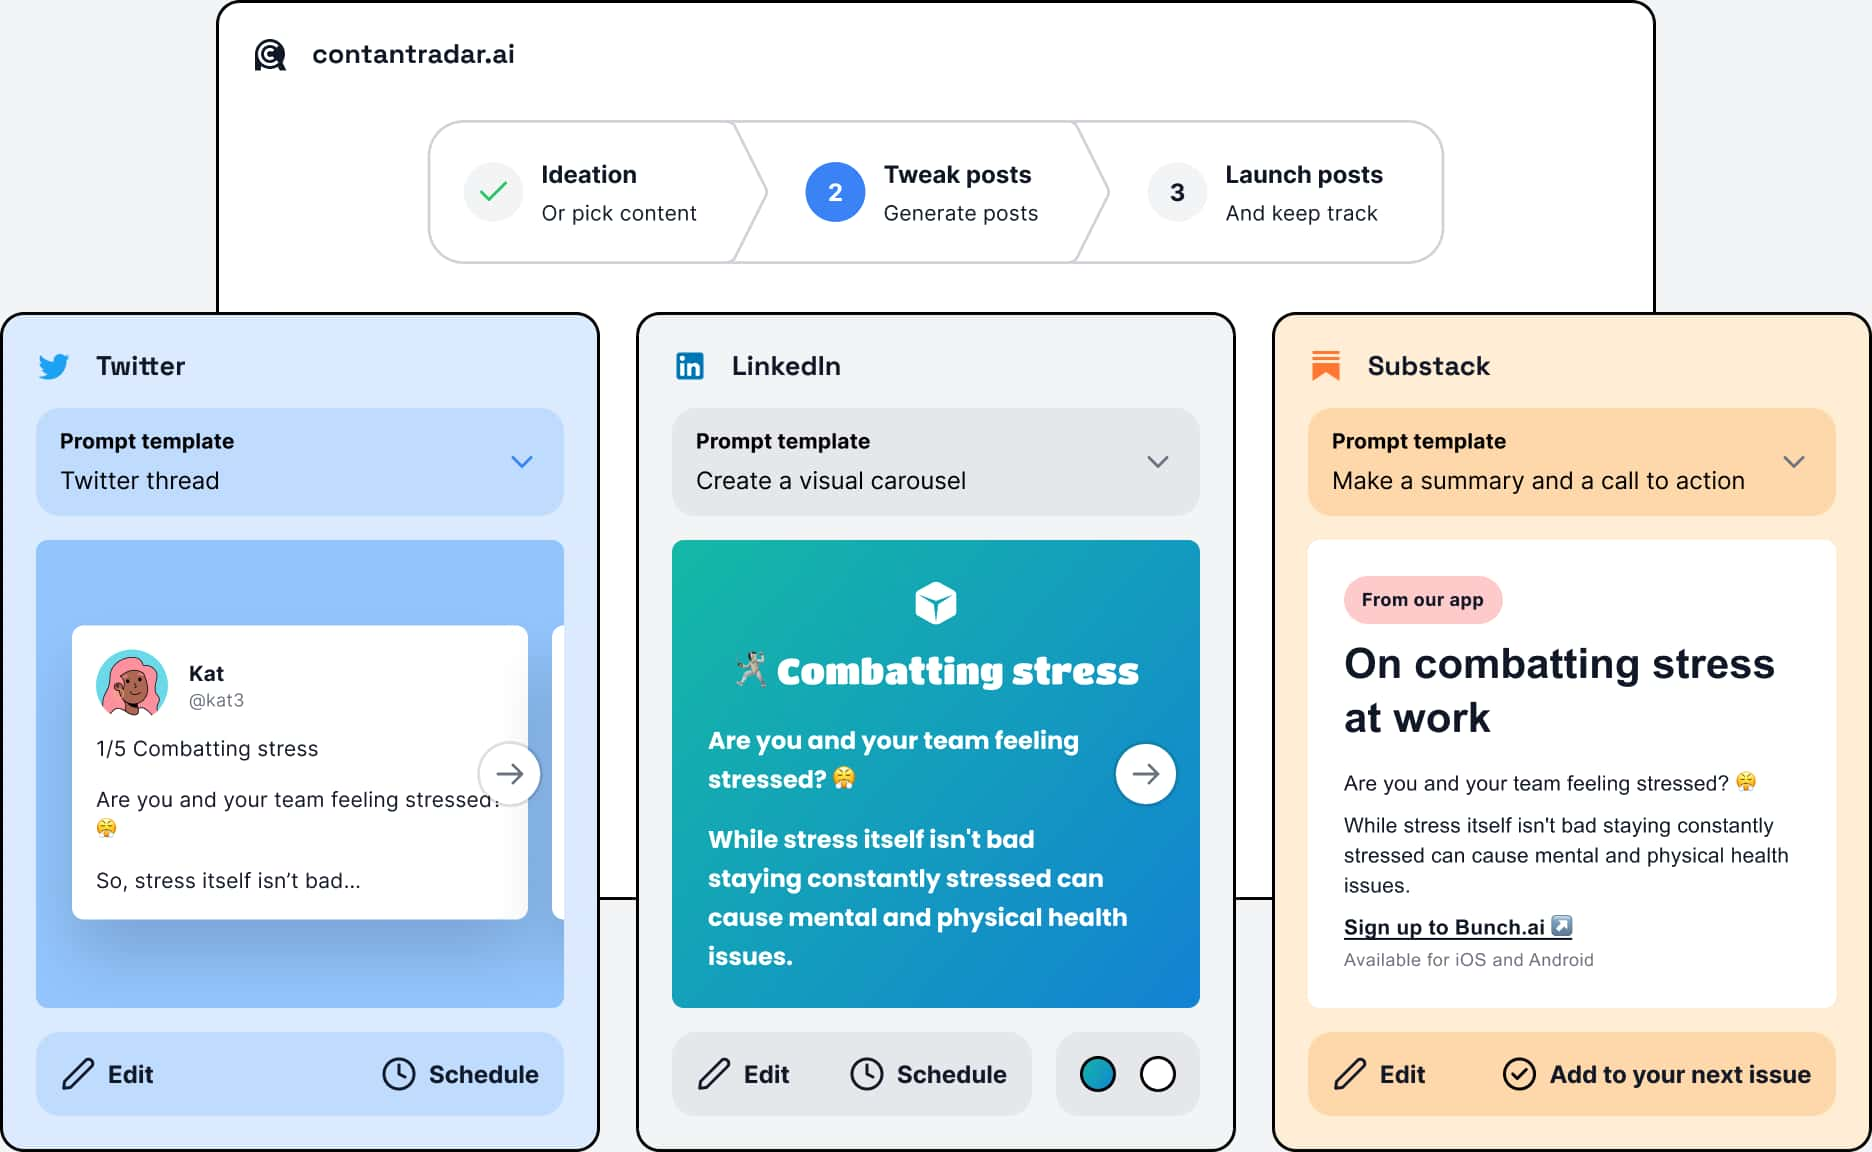 contantradar.ai
Ideation
Or pick content
2
Tweak posts
Generate posts
3
Launch posts
And keep track
Twitter
Prompt template
Twitter thread
Kat
@kat3
1/5 Combatting stress
Are you and your team feeling stressed?
😤
So, stress itself isn’t bad...
Edit
Schedule
LinkedIn
Prompt template
Create a visual carousel
Combatting stress
Are you and your team feeling
stressed? 😤
While stress itself isn't bad
staying constantly stressed can
cause mental and physical health
issues.
Edit
Schedule
Substack
Prompt template
Make a summary and a call to action
From our app
On combatting stress
at work
Are you and your team feeling stressed? 😤
While stress itself isn't bad staying constantly
stressed can cause mental and physical health
issues.
Sign up to Bunch.ai ↗️
Available for iOS and Android
Edit
Add to your next issue